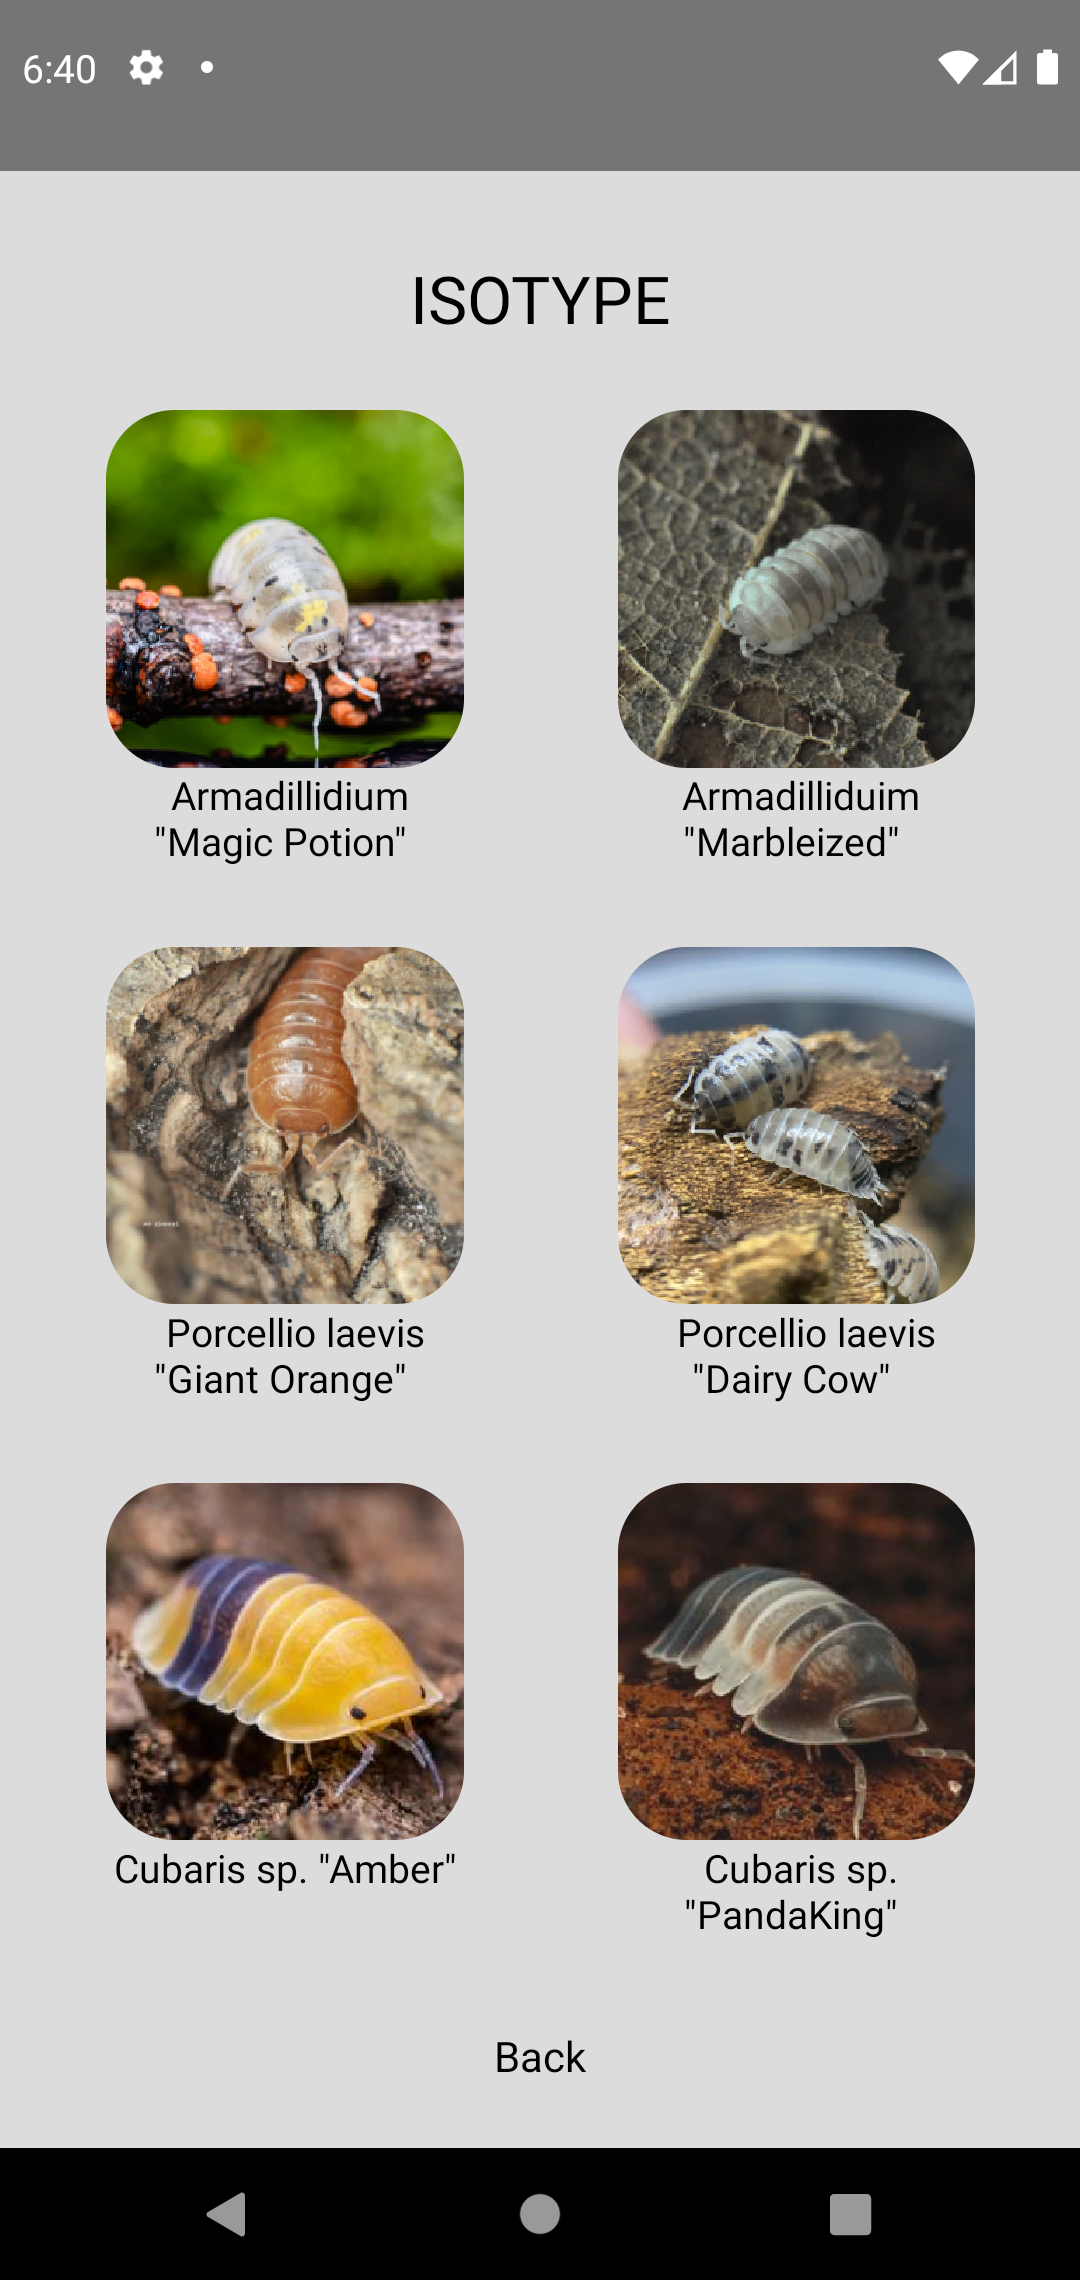 6:40
ISOTYPE
Armadillidium
"Magic Potion"
Armadilliduim
"Marbleized"
Porcellio laevis
"Giant Orange"
Porcellio laevis
"Dairy Cow"
Cubaris sp. "Amber"
Cubaris sp.
"PandaKing"
Back